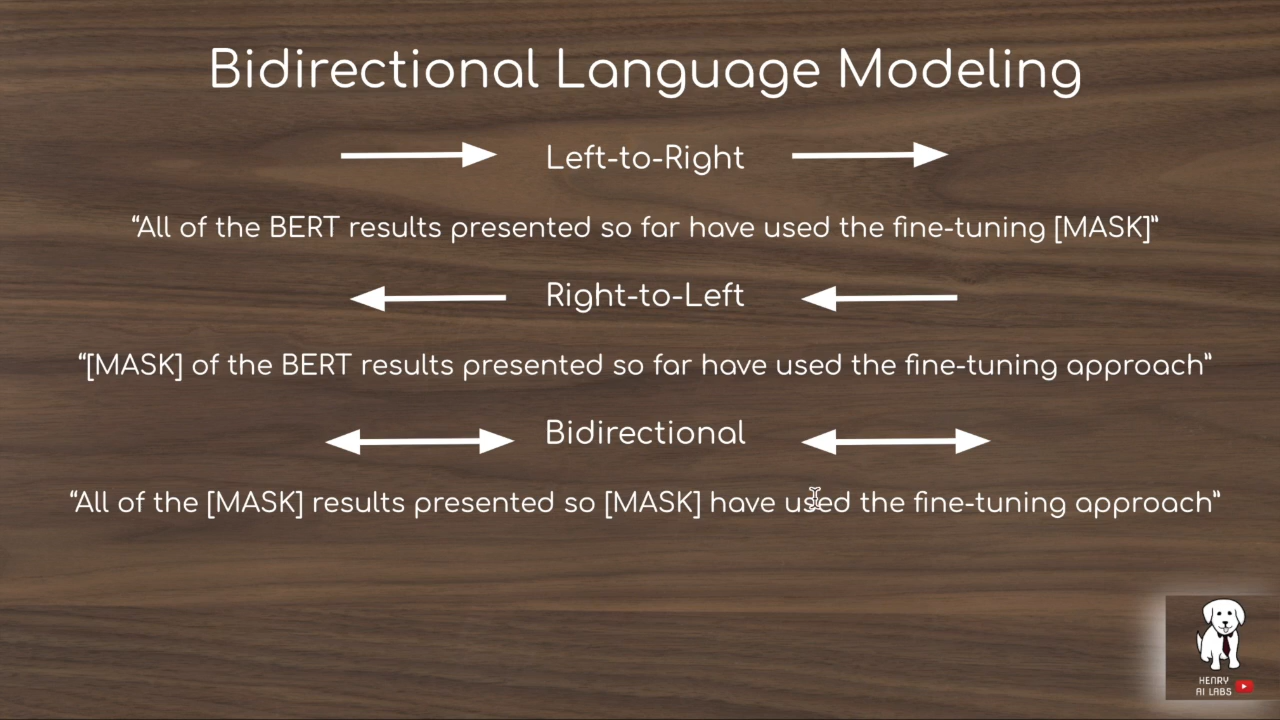 Bidirectional Language Modeling
Left-to-Right
“All of the BERT results presented so far have used the fine-tuning [MASK]”
Right-to-Left
“[MASK] of the BERT results presented so far have used the fine-tuning approach”
Bidirectional
“All of the [MASK] results presented so [MASK] have used the fine-tuning approach”
HENRY
AI LABS